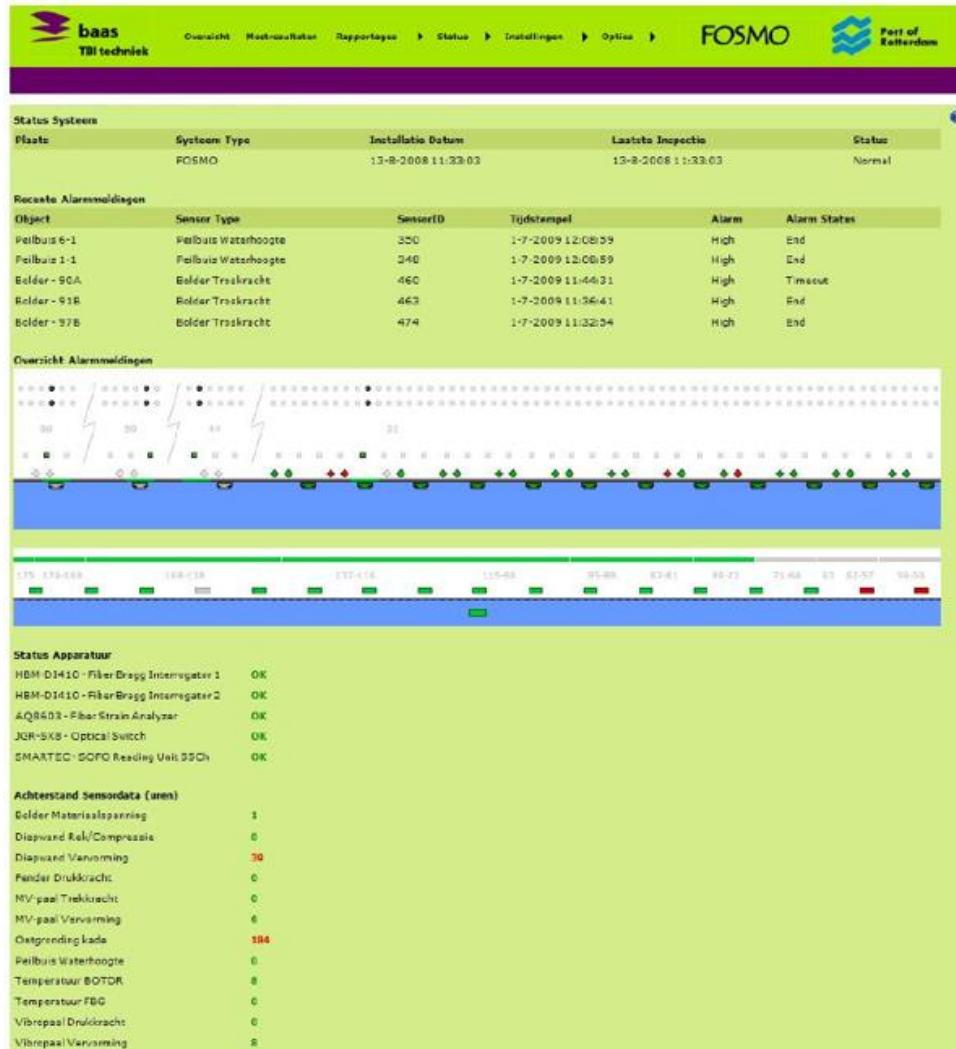 baas
TBI techniek
Overzicht Meetresultaten Rapportages Status Instellingen Opties
FOSMO
Port of
Rotterdam
Status Systeem
Plaats Systeem Type Installatie Datum Laatste Inspectie Status
FOSMO 13-8-2008 11:33:03 13-8-2008 11:33:03 Normal
Recente Alarmmeldingen
Object Sensor Type SensorID Tijdstempel Alarm Alarm Status
Peilbuis 6-1 Peilbuis Waterhoogte 350 1-7-2009 12:08:59 High End
Peilbuis 1-1 Peilbuis Waterhoogte 348 1-7-2009 12:08:59 High End
Bolder - 90A Bolder Troskracht 460 1-7-2009 11:44:31 High Timeout
Bolder - 91B Bolder Troskracht 463 1-7-2009 11:36:41 High End
Bolder - 97B Bolder Troskracht 474 1-7-2009 11:32:54 High End
Overzicht Alarmmeldingen
44
137-116 115-96
Status Apparatuur
HBM-DI410 - Fiber Bragg Interrogator 1 OK
HBM-DI410 - Fiber Bragg Interrogator 2 OK
AQ8603 - Fiber Strain Analyzer OK
JGR-SX8 - Optical Switch OK
SMARTEC - SOFO Reading Unit 55Ch OK
Achterstand Sensordata (uren)
Bolder Materiaalspanning 1
Diepwand Rek/Compressie 0
Diepwand Vervorming 30
Fender Drukkracht 0
MV-paal Trekkracht 0
MV-paal Vervorming 6
Ontgronding kade 184
Peilbuis Waterhoogte 0
Temperatuur BOTDR 8
Temperatuur FBG 0
Vibropaal Drukkracht 0
Vibropaal Vervorming 8